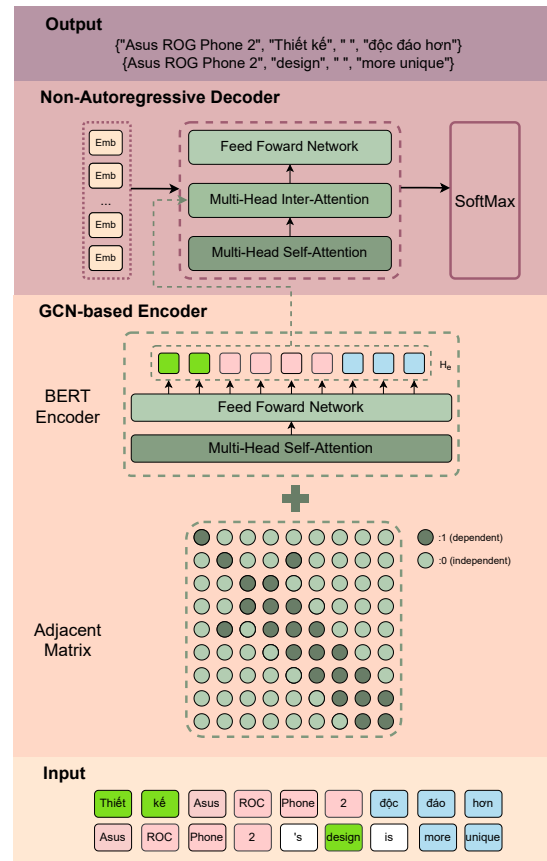 Output
{"Asus ROG Phone 2", "Thiết kế", " ", "độc đáo hơn"}
{Asus ROG Phone 2", "design", " ", "more unique"}
Non-Autoregressive Decoder
Emb
Emb
...
Emb
Emb
Feed Foward Network
Multi-Head Inter-Attention
Multi-Head Self-Attention
SoftMax
GCN-based Encoder
BERT
Encoder
He
Feed Foward Network
Multi-Head Self-Attention
:1 (dependent)
:0 (independent)
Adjacent
Matrix
Input
Thiết kế Asus ROC Phone 2 độc đáo hơn
Asus ROC Phone 2 's design is more unique